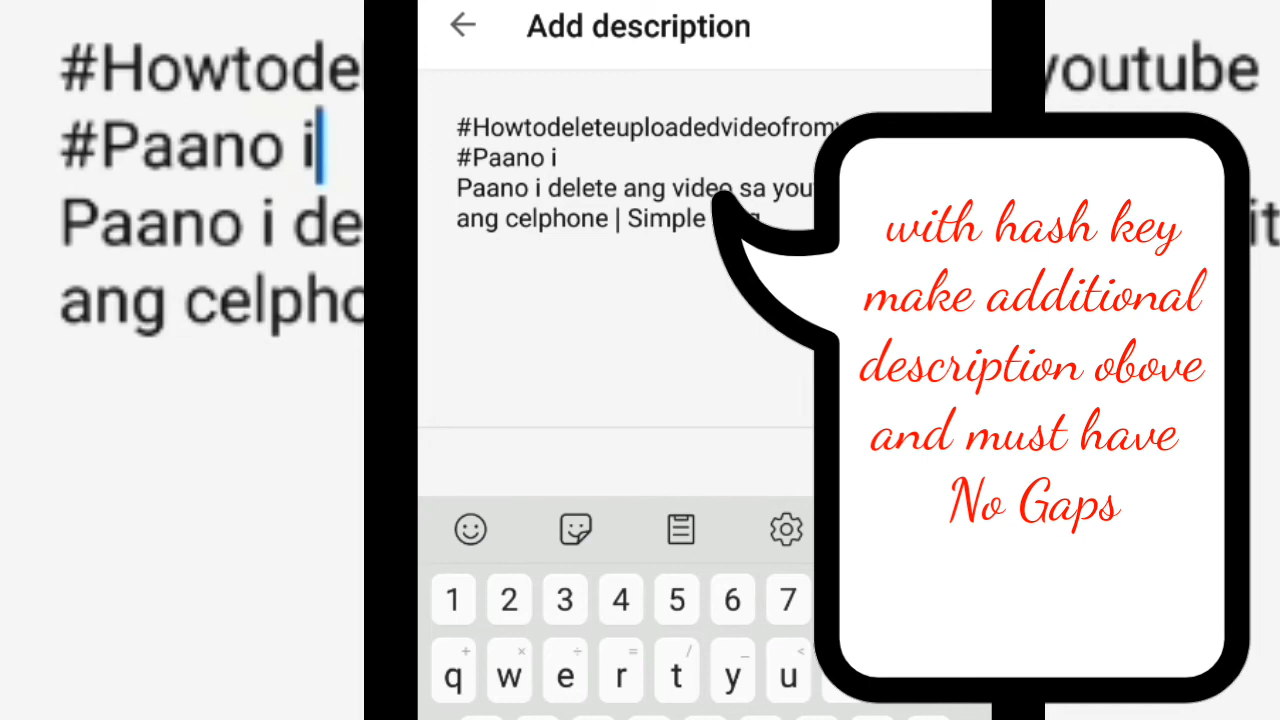 Add description
#Howtode
youtube
#Paano i
Paano i de
it
ang celpho
#Howtodeleteuploadedvideofrom
#Paano i
Paano i delete ang video sa you
ang celphone | Simple
with hash key
make additional
description obove
and must have
No Gaps
1 2 3 4 5 6 7
+ × ÷ = / _ <
q w e r t y u